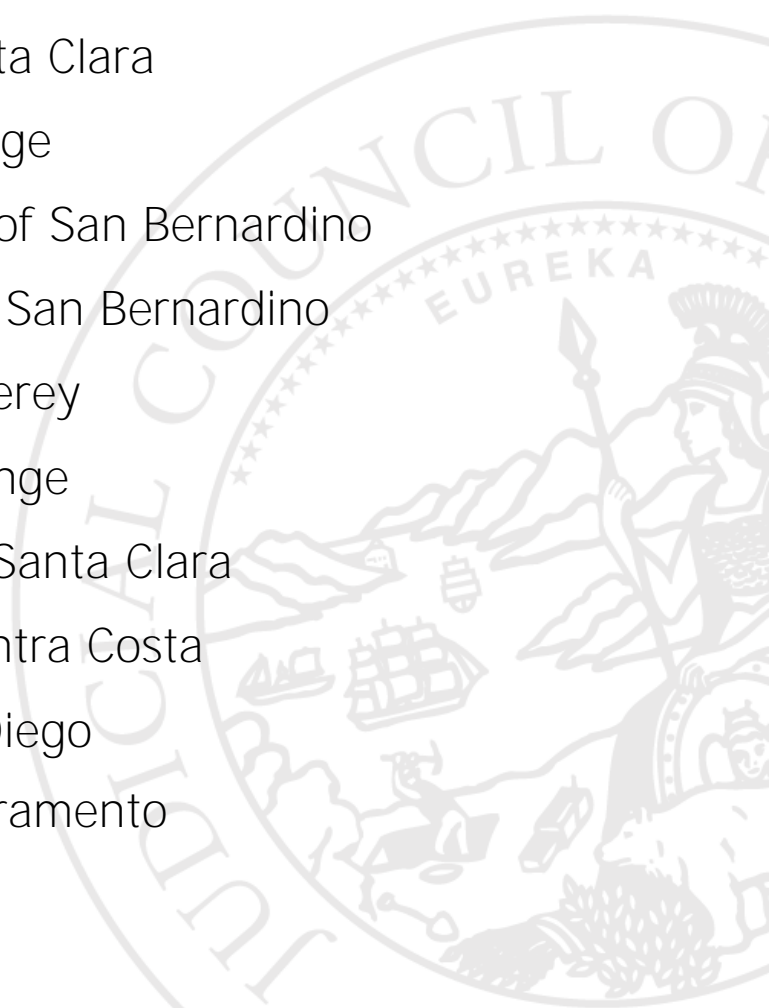 ta Clara
ge
of San Bernardino
San Bernardino
erey
nge
Santa Clara
ntra Costa
Diego
ramento
JUDICIAL COUNCIL OF
EUREKA